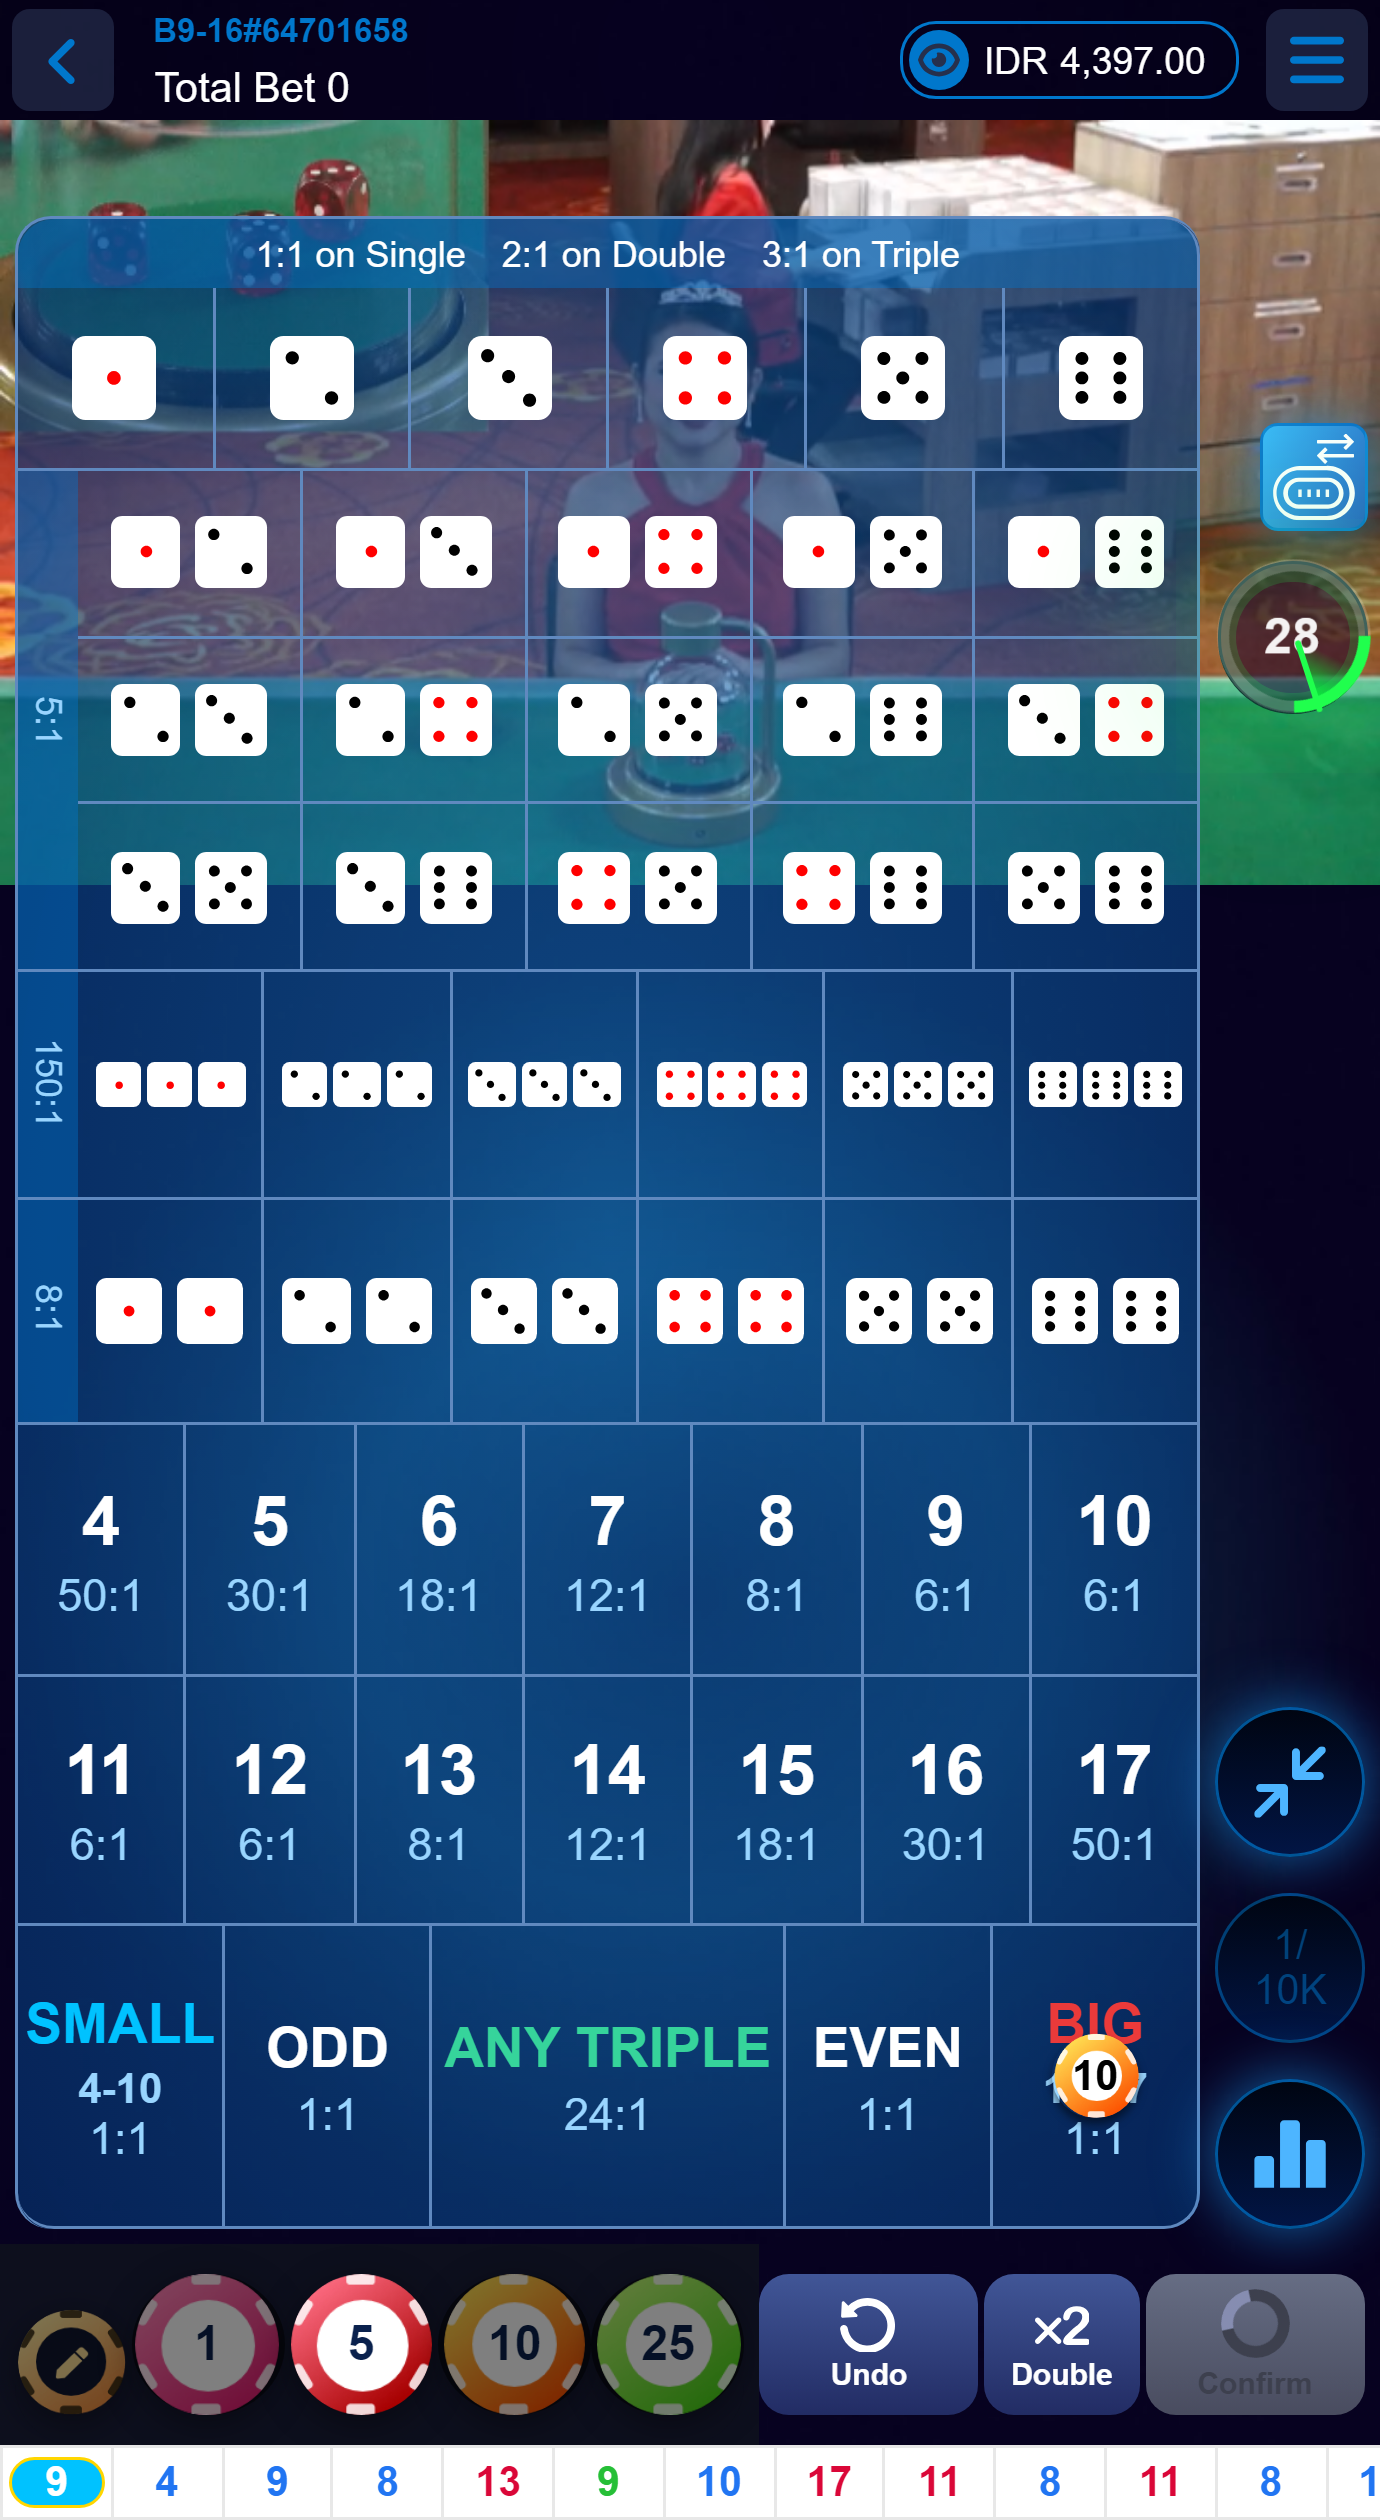 B9-16#64701658
Total Bet 0
IDR 4,397.00
1:1 on Single 2:1 on Double 3:1 on Triple
28
5:1
150:1
8:1
4 5 6 7 8 9 10
50:1 30:1 18:1 12:1 8:1 6:1 6:1
11 12 13 14 15 16 17
6:1 6:1 8:1 12:1 18:1 30:1 50:1
SMALL
4-10
1:1
ODD
1:1
ANY TRIPLE
24:1
EVEN
1:1
BIG
10
1:1
1/
10K
1 5 10 25
Undo
x2
Double
Confirm
9 4 9 8 13 9 10 17 11 8 11 8